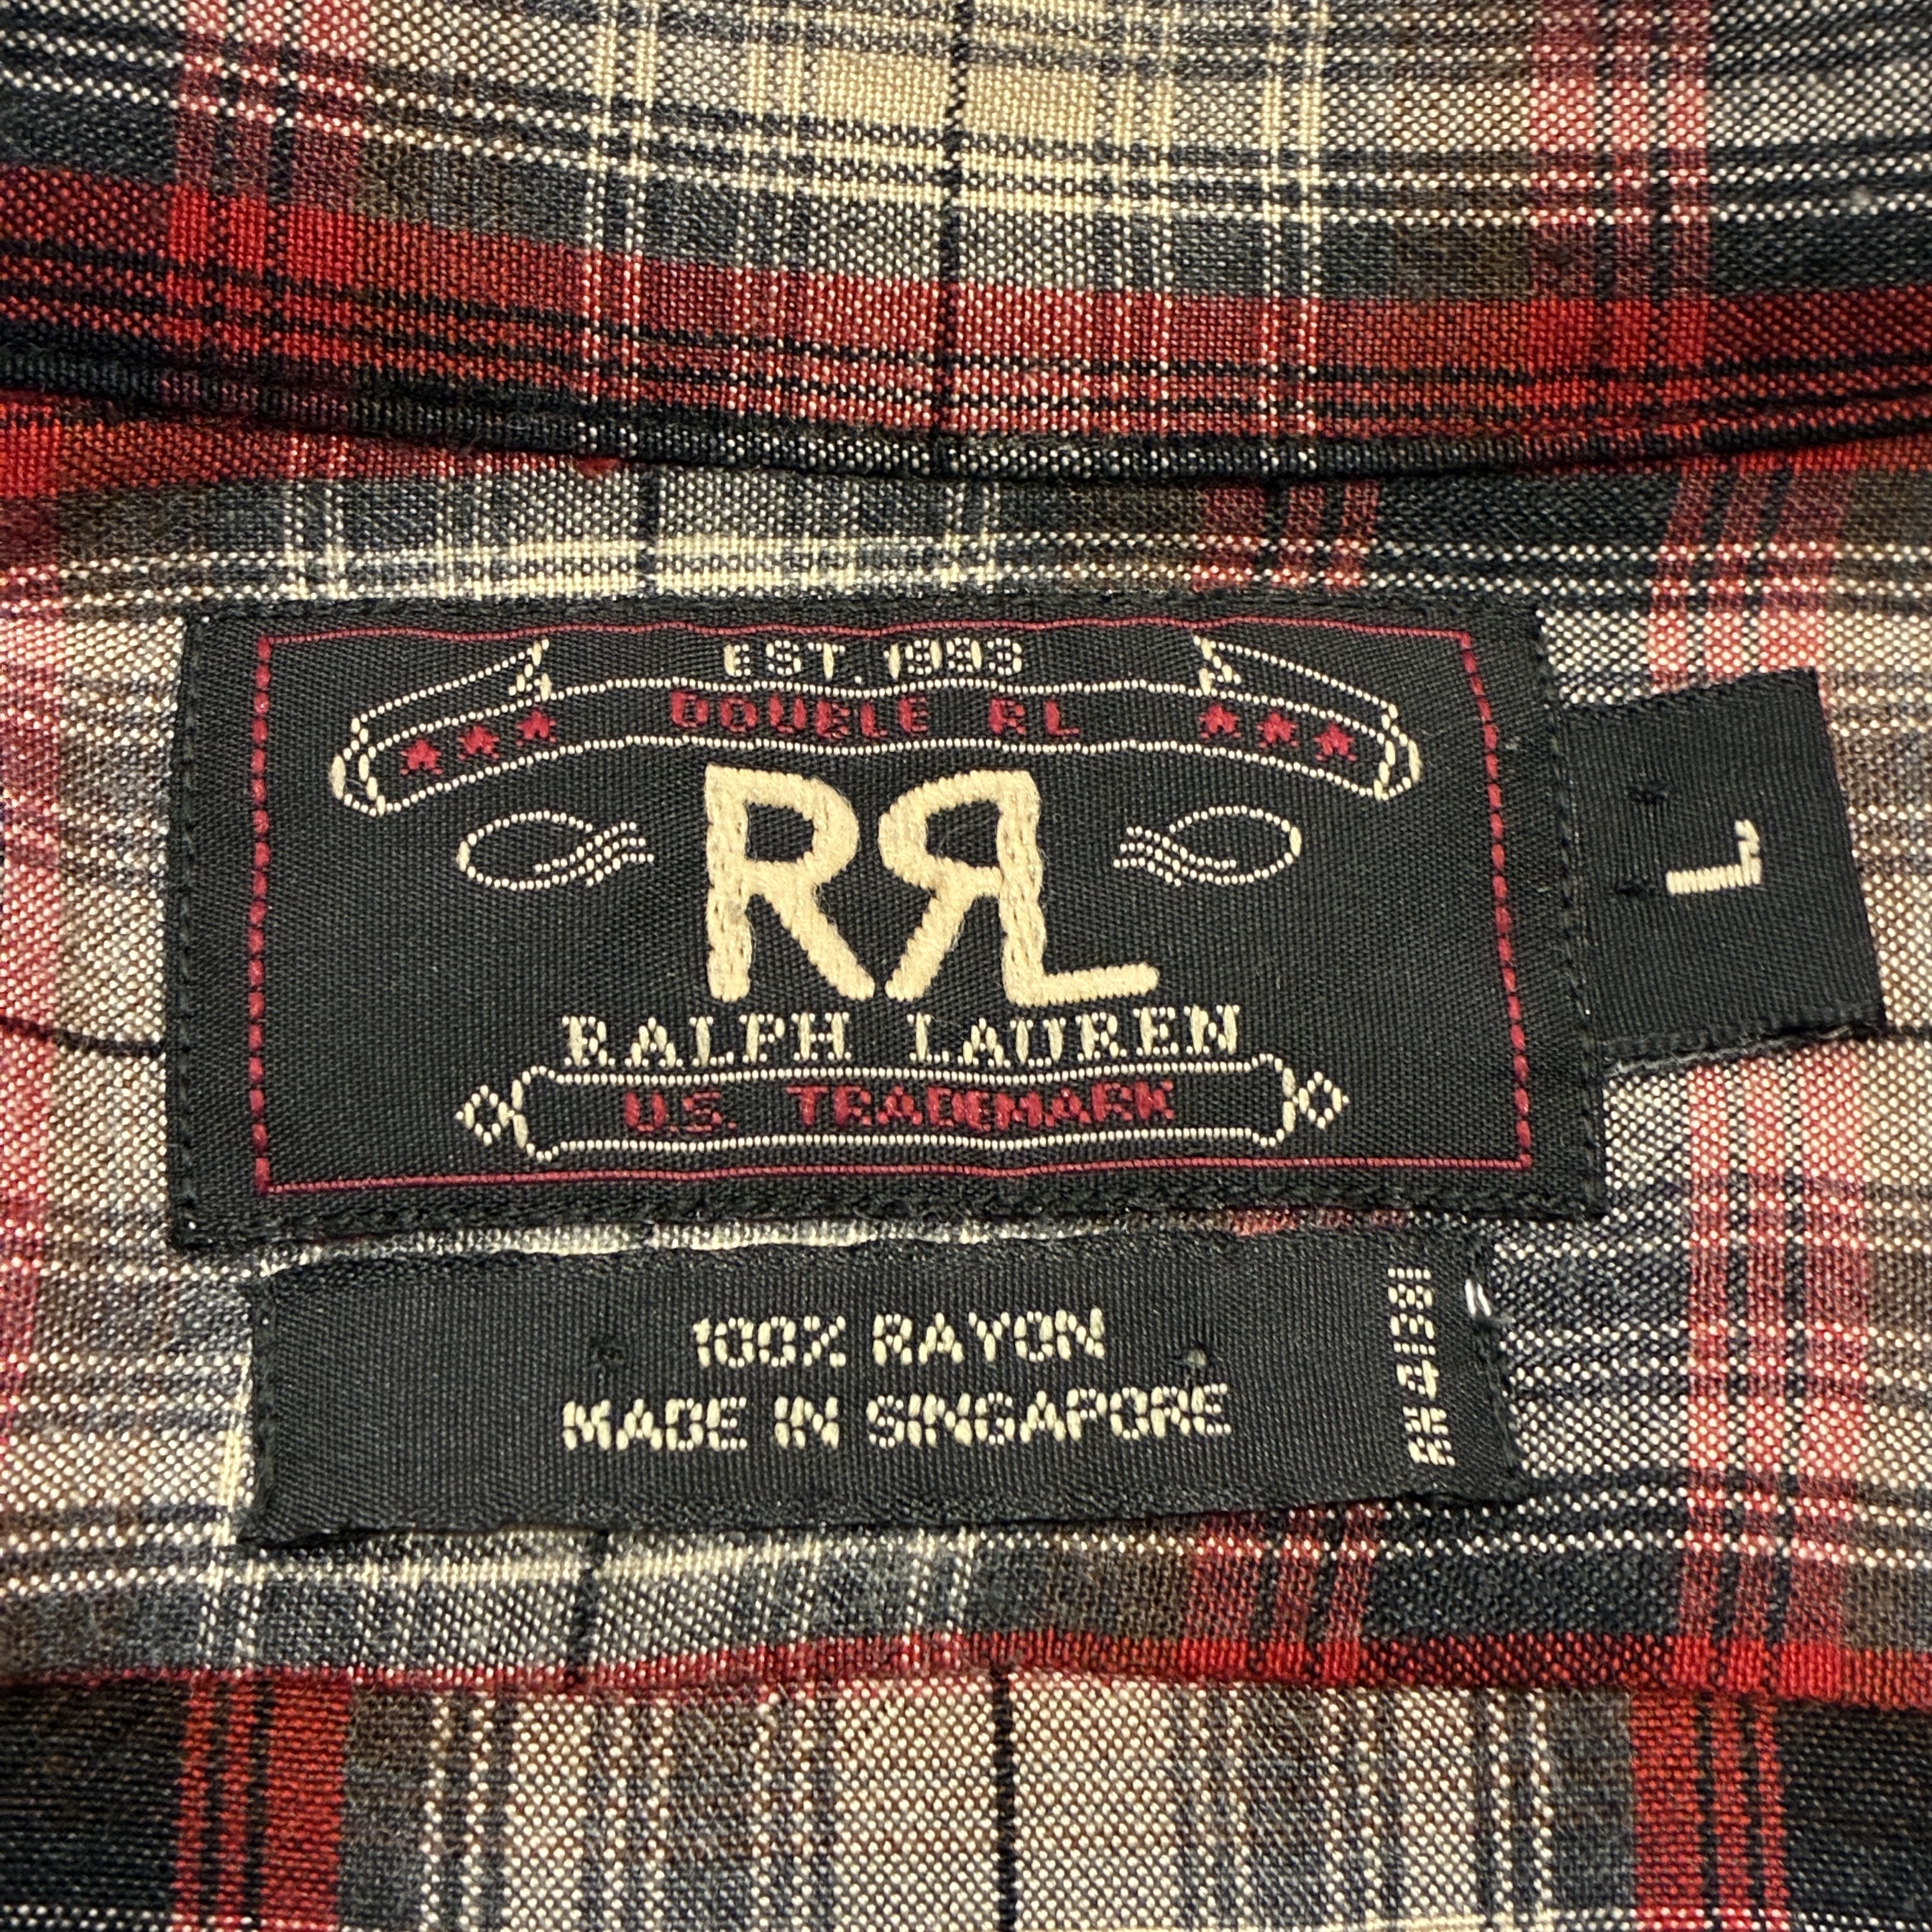 EST. 1993
DOUBLE RL
RRL
RALPH LAUREN
U.S. TRADEMARK
L
100% RAYON
MADE IN SINGAPORE